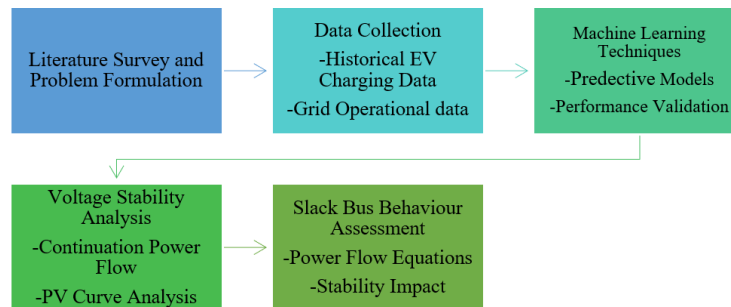 Literature Survey and
Problem Formulation
Data Collection
-Historical EV
Charging Data
-Grid Operational data
Machine Learning
Techniques
-Predective Models
-Performance Validation
Voltage Stability
Analysis
-Continuation Power
Flow
-PV Curve Analysis
Slack Bus Behaviour
Assessment
-Power Flow Equations
-Stability Impact